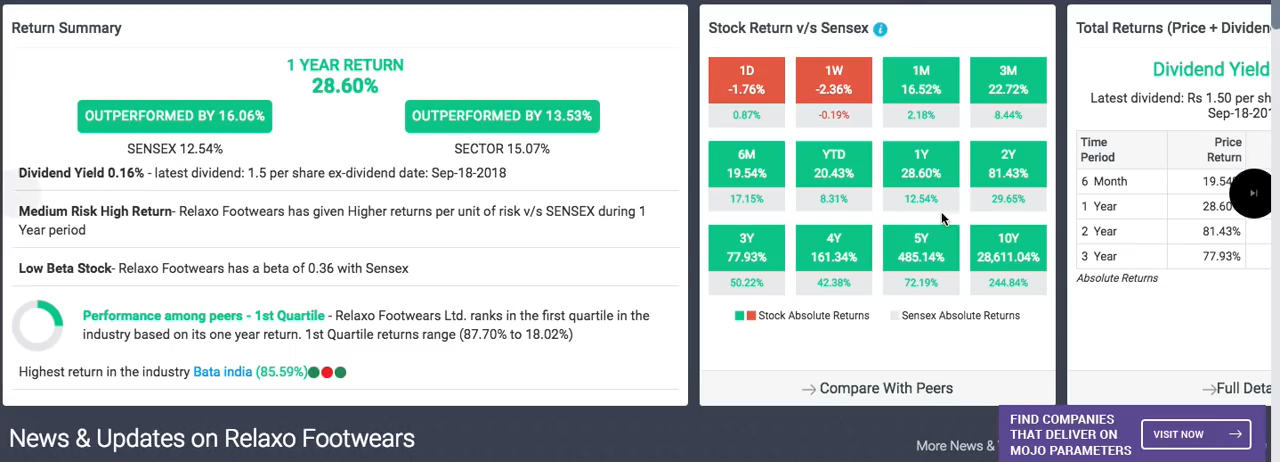 Return Summary
1 YEAR RETURN
28.60%
OUTPERFORMED BY 16.06%
OUTPERFORMED BY 13.53%
SENSEX 12.54%
SECTOR 15.07%
Dividend Yield 0.16% - latest dividend: 1.5 per share ex-dividend date: Sep-18-2018
Medium Risk High Return- Relaxo Footwears has given Higher returns per unit of risk v/s SENSEX during 1
Year period
Low Beta Stock- Relaxo Footwears has a beta of 0.36 with Sensex
Performance among peers - 1st Quartile - Relaxo Footwears Ltd. ranks in the first quartile in the
industry based on its one year return. 1st Quartile returns range (87.70% to 18.02%)
Highest return in the industry Bata india (85.59%)
Stock Return v/s Sensex i
1D 1W 1M 3M
-1.76% -2.36% 16.52% 22.72%
0.87% -0.19% 2.18% 8.44%
6M YTD 1Y 2Y
19.54% 20.43% 28.60% 81.43%
17.15% 8.31% 12.54% 29.65%
3Y 4Y 5Y 10Y
77.93% 161.34% 485.14% 28,611.04%
50.22% 42.38% 72.19% 244.84%
Stock Absolute Returns Sensex Absolute Returns
Compare With Peers
Total Returns (Price +
Dividend Yield
Latest dividend: Rs 1.50 per
Time Period Price Return
6 Month
1 Year
2 Year 81.43%
3 Year 77.93%
Absolute Returns
Full
News & Updates on Relaxo Footwears
More News &
FIND COMPANIES
THAT DELIVER ON
MOJO PARAMETERS
VISIT NOW